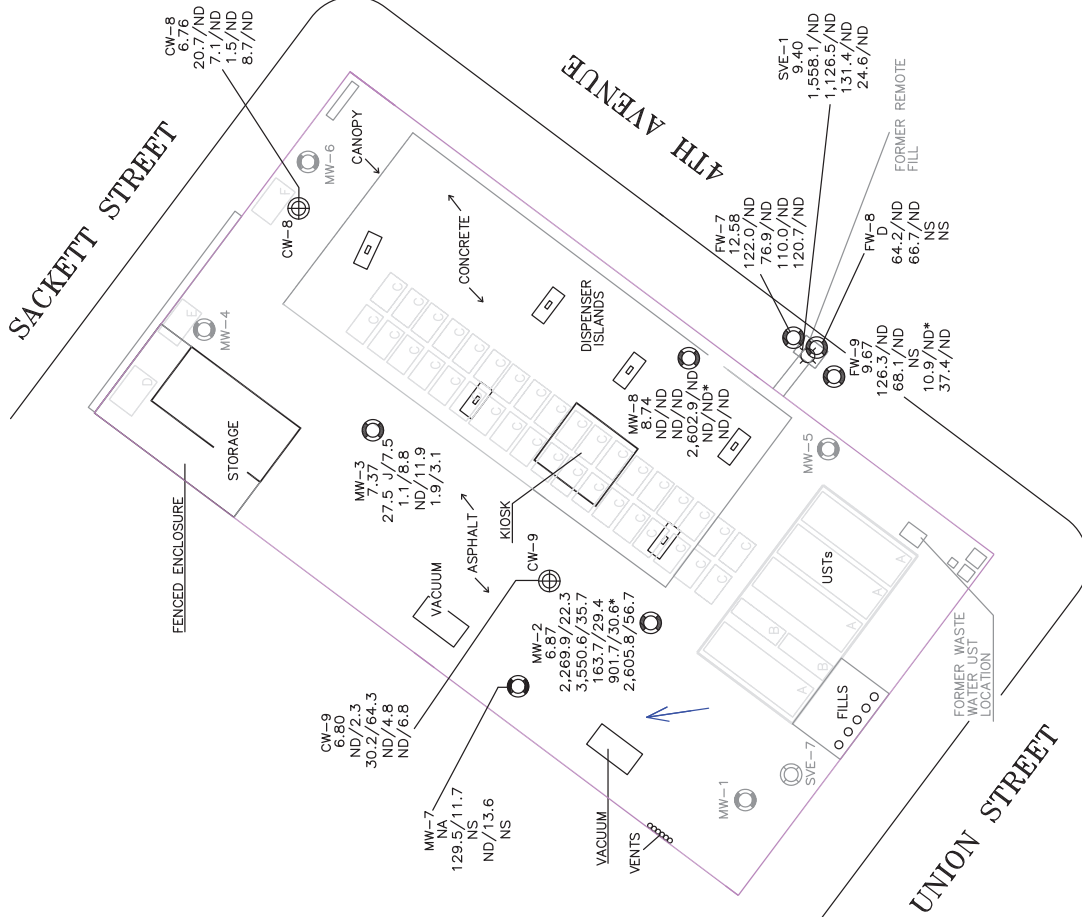 SACKETT STREET
4TH AVENUE
UNION STREET
CW-8
6.76
20.7/ND
7.1/ND
1.5/ND
8.7/ND
CW-8
MW-6
CANOPY
MW-4
E
F
CONCRETE
STORAGE
FENCED ENCLOSURE
DISPENSER
ISLANDS
SVE-1
9.40
1,558.1/ND
1,126.5/ND
131.4/ND
24.6/ND
FORMER REMOTE
FILL
FW-7
12.58
122.0/ND
76.9/ND
110.0/ND
120.7/ND
FW-8
D
64.2/ND
66.7/ND
NS
NS
FW-9
9.67
126.3/ND
68.1/ND
NS
10.9/ND*
37.4/ND
MW-8
8.74
ND/ND
ND/ND
2,602.9/ND
ND/ND*
ND/ND
MW-5
MW-3
7.37
27.5 J/7.5
1.1/8.8
ND/11.9
1.9/3.1
ASPHALT
KIOSK
VACUUM
CW-9
CW-9
6.80
ND/2.3
30.2/64.3
ND/4.8
ND/6.8
MW-2
6.87
2,269.9/22.3
3,550.6/35.7
163.7/29.4
901.7/30.6*
2,605.8/56.7
MW-7
NA
129.5/11.7
NS
ND/13.6
NS
USTs
A
A
A
B
B
FILLS
FORMER WASTE
WATER UST
LOCATION
SVE-7
MW-1
VACUUM
VENTS